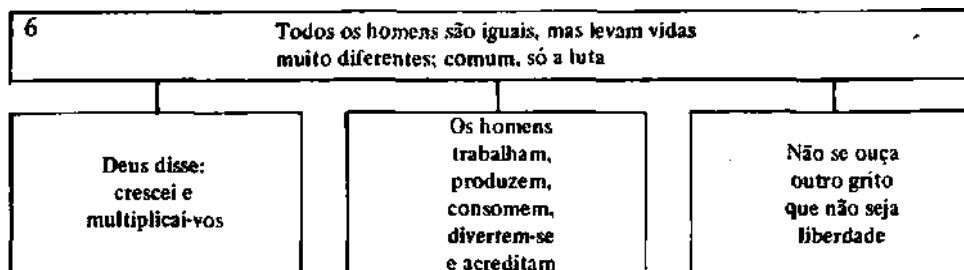 6
Todos os homens são iguais, mas levam vidas
muito diferentes; comum, só a luta
Deus disse:
crescei e
multiplicai-vos
Os homens
trabalham,
produzem,
consomem,
divertem-se
e acreditam
Não se ouça
outro grito
que não seja
liberdade